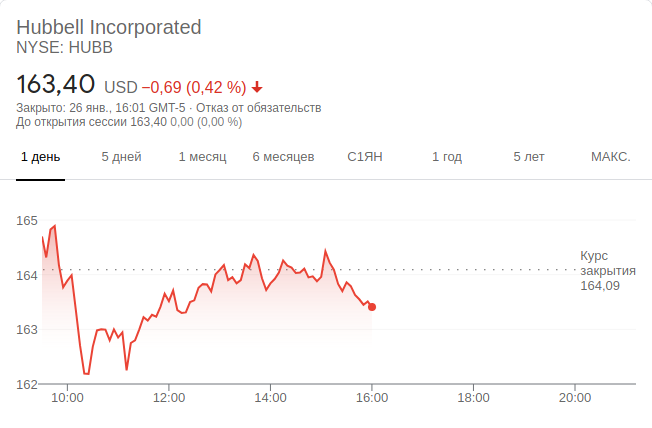 Hubbell Incorporated
NYSE: HUBB
163,40 USD −0,69 (0,42 %)
Закрыто: 26 янв., 16:01 GMT-5 · Отказ от обязательств
До открытия сессии 163,40 0,00 (0,00 %)
1 день 5 дней 1 месяц 6 месяцев С1ЯН 1 год 5 лет МАКС.
165
Курс
164 закрытия
164,09
163
162
10:00 12:00 14:00 16:00 18:00 20:00